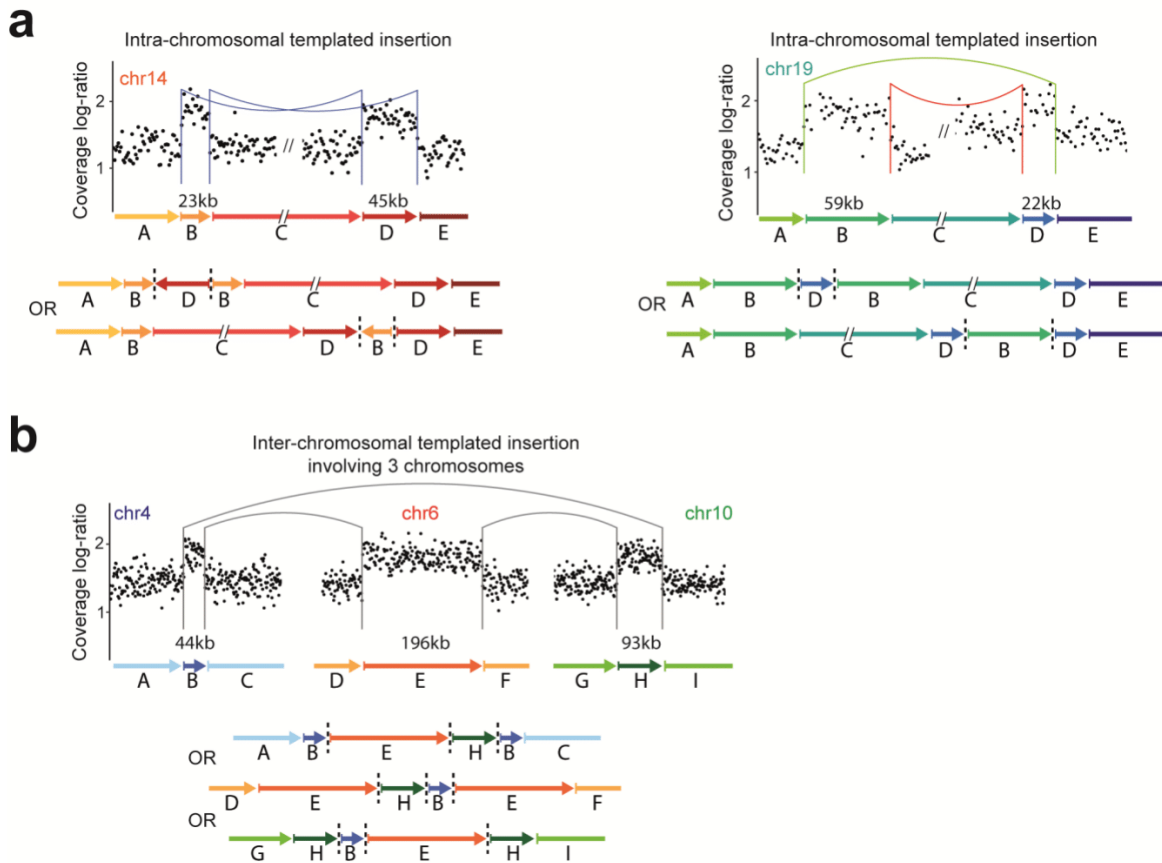 a
Intra-chromosomal templated insertion
chr14
Coverage log-ratio
2
1
//
23kb
45kb
A B C D E
A B D B C D E
OR
A B C D B D E
Intra-chromosomal templated insertion
chr19
Coverage log-ratio
2
1
//
59kb
22kb
A B C D E
A B D B C D E
OR
A B C D B D E
b
Inter-chromosomal templated insertion
involving 3 chromosomes
chr4
chr6
chr10
Coverage log-ratio
2
1
44kb
196kb
93kb
A B C D E F G H I
A B E H B C
OR
D E H B E F
OR
G H B E H I